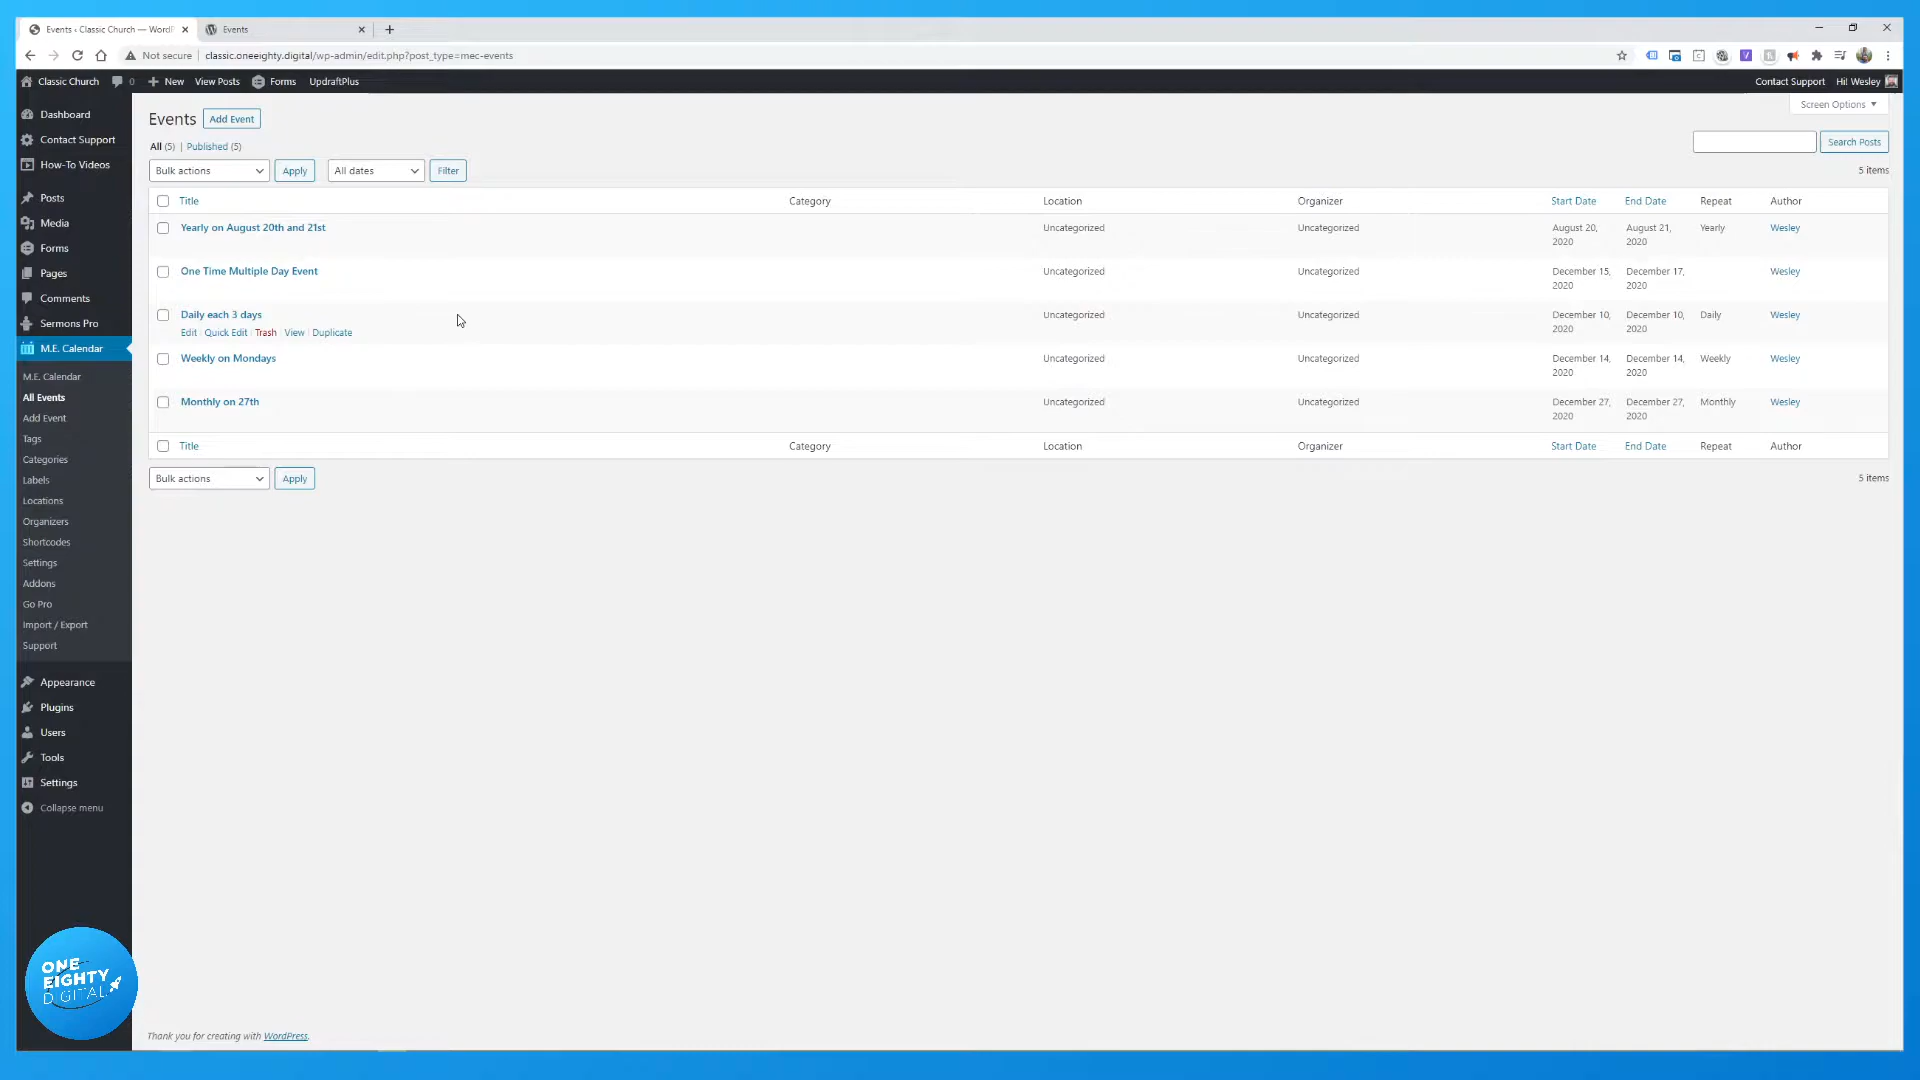 Events ‹ Classic Church — WordP
Events
Not secure
classic.oneeighty.digital/wp-admin/edit.php?post_type=mec-events
Classic Church
0
New
View Posts
Forms
UpdraftPlus
Contact Support
Hi! Wesley
Dashboard
Contact Support
How-To Videos
Posts
Media
Forms
Pages
Comments
Sermons Pro
M.E. Calendar
M.E. Calendar
All Events
Add Event
Tags
Categories
Labels
Locations
Organizers
Shortcodes
Settings
Addons
Go Pro
Import / Export
Support
Appearance
Plugins
Users
Tools
Settings
Collapse menu
ONE
EIGHTY
DIGITAL
Events
Add Event
Screen Options
All (5) | Published (5)
Search Posts
Bulk actions
Apply
All dates
Filter
5 items
Title Category Location Organizer Start Date End Date Repeat Author
Yearly on August 20th and 21st Uncategorized Uncategorized August 20, August 21, Yearly Wesley
2020 2020
One Time Multiple Day Event Uncategorized Uncategorized December 15, December 17, Wesley
2020 2020
Daily each 3 days Uncategorized Uncategorized December 10, December 10, Daily Wesley
Edit | Quick Edit | Trash | View | Duplicate 2020 2020
Weekly on Mondays Uncategorized Uncategorized December 14, December 14, Weekly Wesley
2020 2020
Monthly on 27th Uncategorized Uncategorized December 27, December 27, Monthly Wesley
2020 2020
Title Category Location Organizer Start Date End Date Repeat Author
Bulk actions
Apply
5 items
Thank you for creating with WordPress.